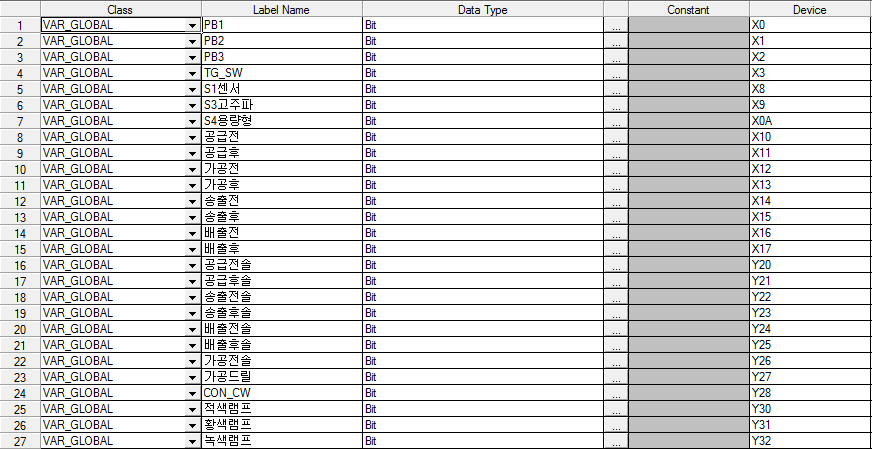 Class Label Name Data Type Constant Device
1 VAR_GLOBAL PB1 Bit ... X0
2 VAR_GLOBAL PB2 Bit ... X1
3 VAR_GLOBAL PB3 Bit ... X2
4 VAR_GLOBAL TG_SW Bit ... X3
5 VAR_GLOBAL S1센서 Bit ... X8
6 VAR_GLOBAL S3고주파 Bit ... X9
7 VAR_GLOBAL S4용량형 Bit ... X0A
8 VAR_GLOBAL 공급전 Bit ... X10
9 VAR_GLOBAL 공급후 Bit ... X11
10 VAR_GLOBAL 가공전 Bit ... X12
11 VAR_GLOBAL 가공후 Bit ... X13
12 VAR_GLOBAL 송출전 Bit ... X14
13 VAR_GLOBAL 송출후 Bit ... X15
14 VAR_GLOBAL 배출전 Bit ... X16
15 VAR_GLOBAL 배출후 Bit ... X17
16 VAR_GLOBAL 공급전솔 Bit ... Y20
17 VAR_GLOBAL 공급후솔 Bit ... Y21
18 VAR_GLOBAL 송출전솔 Bit ... Y22
19 VAR_GLOBAL 송출후솔 Bit ... Y23
20 VAR_GLOBAL 배출전솔 Bit ... Y24
21 VAR_GLOBAL 배출후솔 Bit ... Y25
22 VAR_GLOBAL 가공전솔 Bit ... Y26
23 VAR_GLOBAL 가공드릴 Bit ... Y27
24 VAR_GLOBAL CON_CW Bit ... Y28
25 VAR_GLOBAL 적색램프 Bit ... Y30
26 VAR_GLOBAL 황색램프 Bit ... Y31
27 VAR_GLOBAL 녹색램프 Bit ... Y32